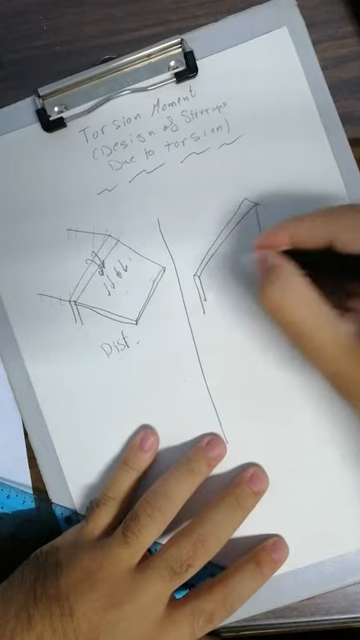 Torsion Moment
(Design of Stirrups
Due to torsion)
Dist.